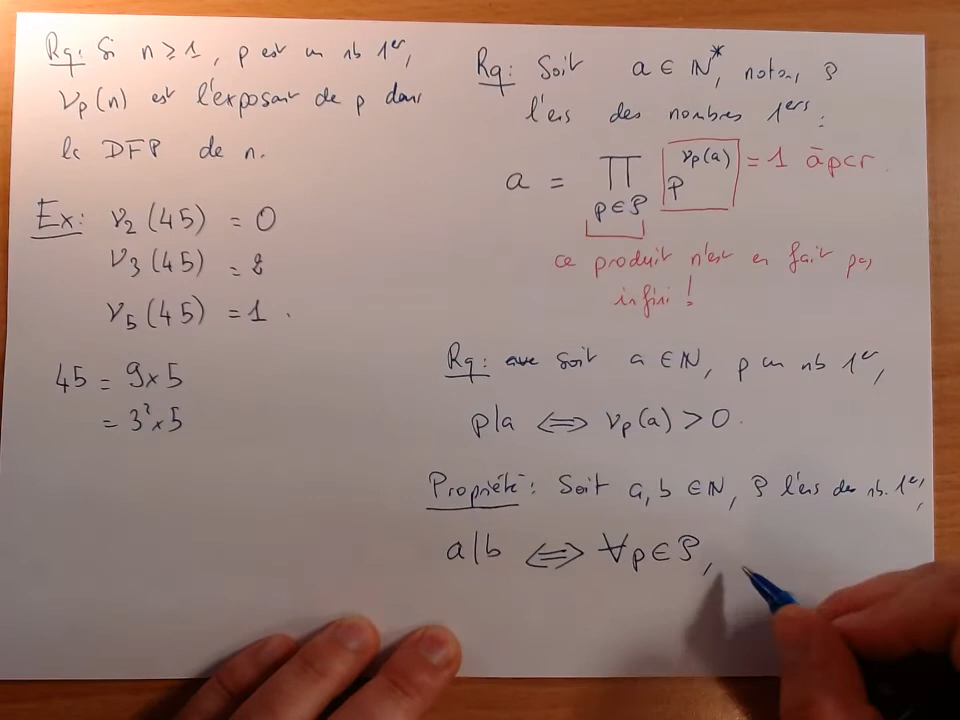 Rq: Si n ≥ 1, p est un nb 1er,
νp(n) est l'exposant de p dans
la DFP de n.
Ex: ν2(45) = 0
ν3(45) = 2
ν5(45) = 1.
45 = 9×5
= 3²×5
Rq: Soit a ∈ ℕ*, notons P
l'ens des nombres 1ers:
a = ∏ p∈P p^νp(a) = 1 àpcr.
ce produit n'est en fait pas
infini !
Rq: soit a ∈ ℕ, p un nb 1er,
p|a ⟺ νp(a) > 0.
Propriété: Soit a, b ∈ ℕ, P l'ens des nb. 1er,
a|b ⟺ ∀p ∈ P,